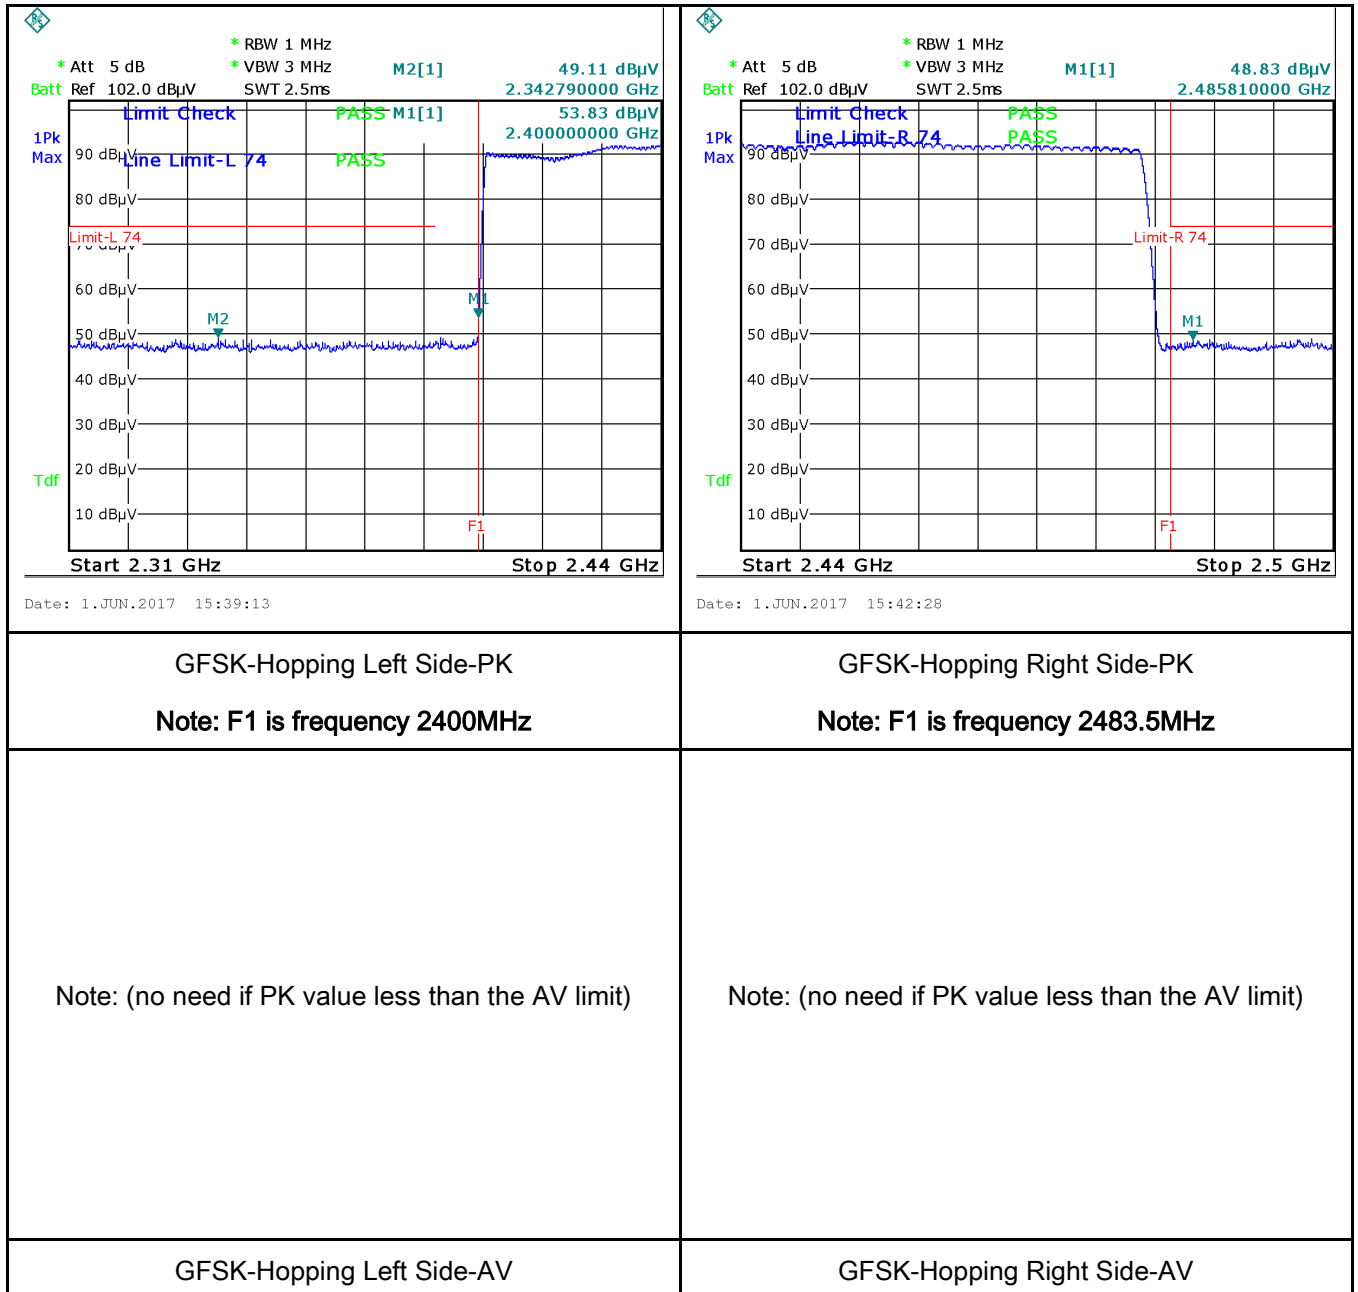 * RBW 1 MHz
* Att 5 dB * VBW 3 MHz M2[1] 49.11 dBµV
Batt Ref 102.0 dBµV SWT 2.5ms 2.342790000 GHz
Limit Check PASS M1[1] 53.83 dBµV
2.400000000 GHz
1Pk
Max
90 dBµV
Line Limit-L 74 PASS
80 dBµV
Limit-L 74
70 dBµV
60 dBµV
M1
M2
50 dBµV
40 dBµV
30 dBµV
20 dBµV
Tdf
10 dBµV
F1
Start 2.31 GHz Stop 2.44 GHz
Date: 1.JUN.2017 15:39:13
* RBW 1 MHz
* Att 5 dB * VBW 3 MHz M1[1] 48.83 dBµV
Batt Ref 102.0 dBµV SWT 2.5ms 2.485810000 GHz
Limit Check PASS
1Pk
Max
Line Limit-R 74 PASS
90 dBµV
80 dBµV
Limit-R 74
70 dBµV
60 dBµV
M1
50 dBµV
40 dBµV
30 dBµV
20 dBµV
Tdf
10 dBµV
F1
Start 2.44 GHz Stop 2.5 GHz
Date: 1.JUN.2017 15:42:28
GFSK-Hopping Left Side-PK
Note: F1 is frequency 2400MHz
GFSK-Hopping Right Side-PK
Note: F1 is frequency 2483.5MHz
Note: (no need if PK value less than the AV limit)
Note: (no need if PK value less than the AV limit)
GFSK-Hopping Left Side-AV
GFSK-Hopping Right Side-AV